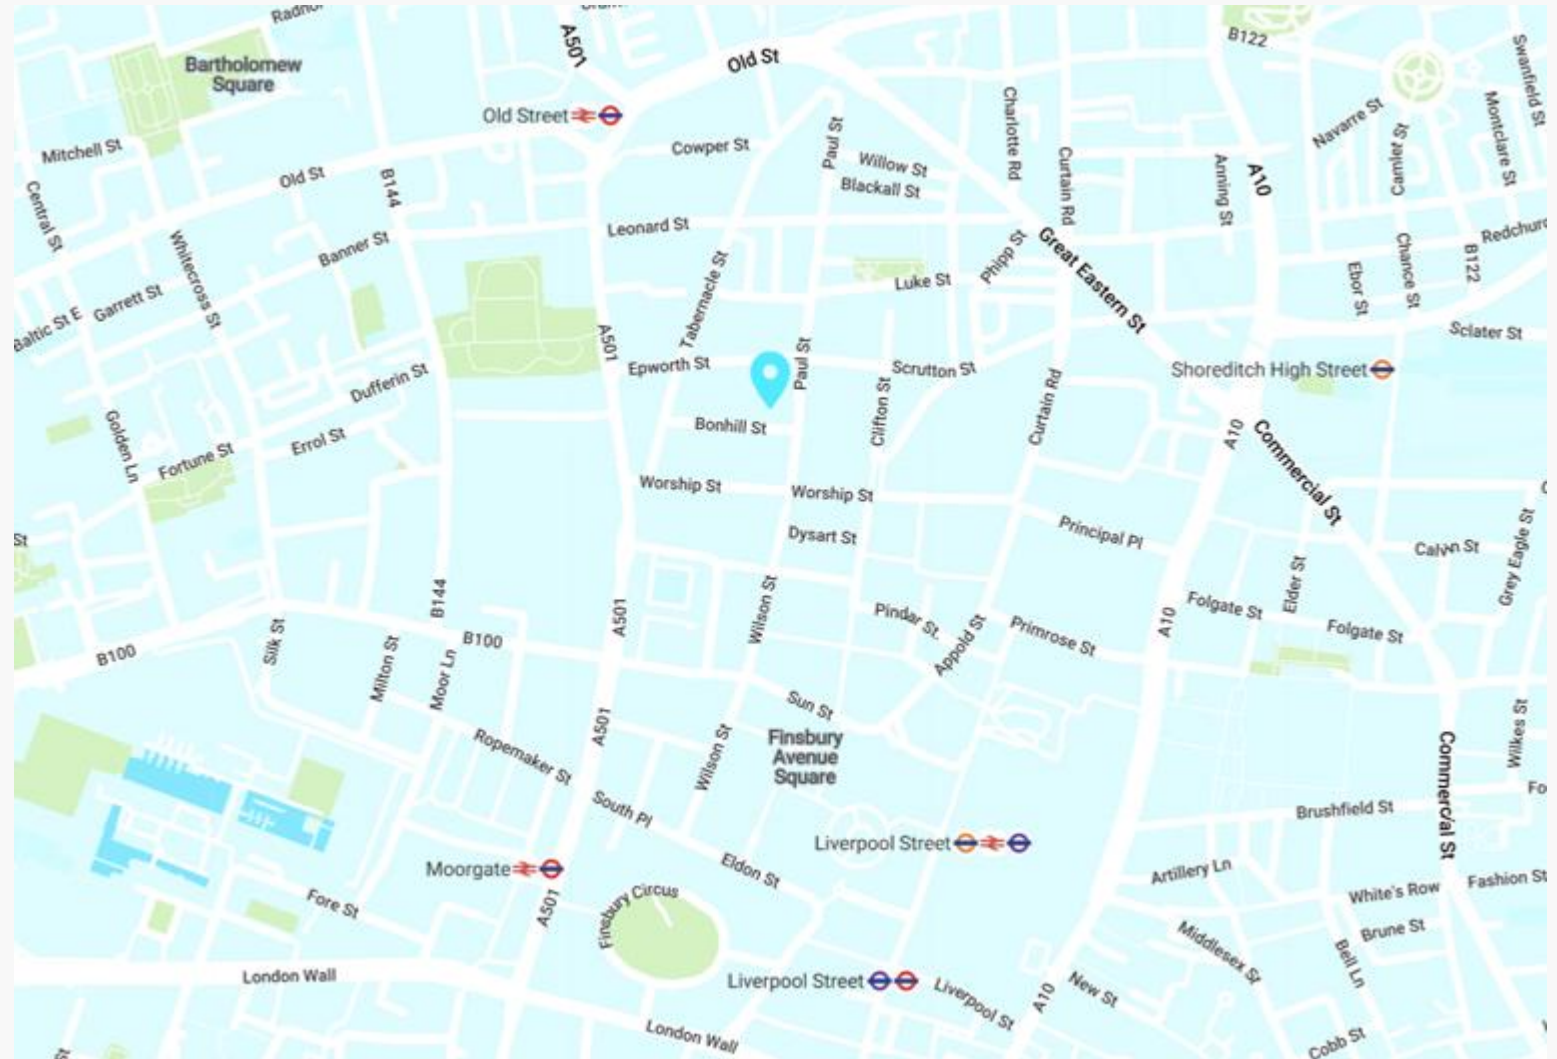 A501
Old St
B122
Swanfield St
Bartholomew
Square
Old Street
Charlotte Rd
Navarre St
Montclare St
Mitchell St
Cowper St
Paul St
Willow St
Blackall St
Curtain Rd
Anning St
A10
Camlet St
Central St
Old St
B144
Leonard St
Whitecross St
Banner St
Tabernacle St
Luke St
Phipp St
Great Eastern St
Ebor St
Chance St
B122
Garrett St
Baltic St E
A501
Sclater St
Epworth St
Paul St
Scrutton St
Shoreditch High Street
Dufferin St
Clifton St
Curtain Rd
Golden Ln
Fortune St
Errol St
Bonhill St
A10
Commercial St
Worship St
Worship St
Dysart St
Principal Pl
Calvin St
Grey Eagle St
St
B144
A501
Wilson St
Pindar St.
Appold St
Primrose St
A10
Folgate St
Elder St
Folgate St
B100
Silk St
Milton St
Moor Ln
B100
A501
Wilson St
Sun St
Ropemaker St
Finsbury
Avenue
Square
Commercial St
Wilkes St
South Pl
Brushfield St
Liverpool Street
Moorgate
Eldon St
Artillery Ln
White's Row
Fashion St
Fore St
A501
Finsbury Circus
Brune St
Middlesex St
Bell Ln
London Wall
Liverpool Street
Liverpool St
A10
New St
London Wall
Cobb St